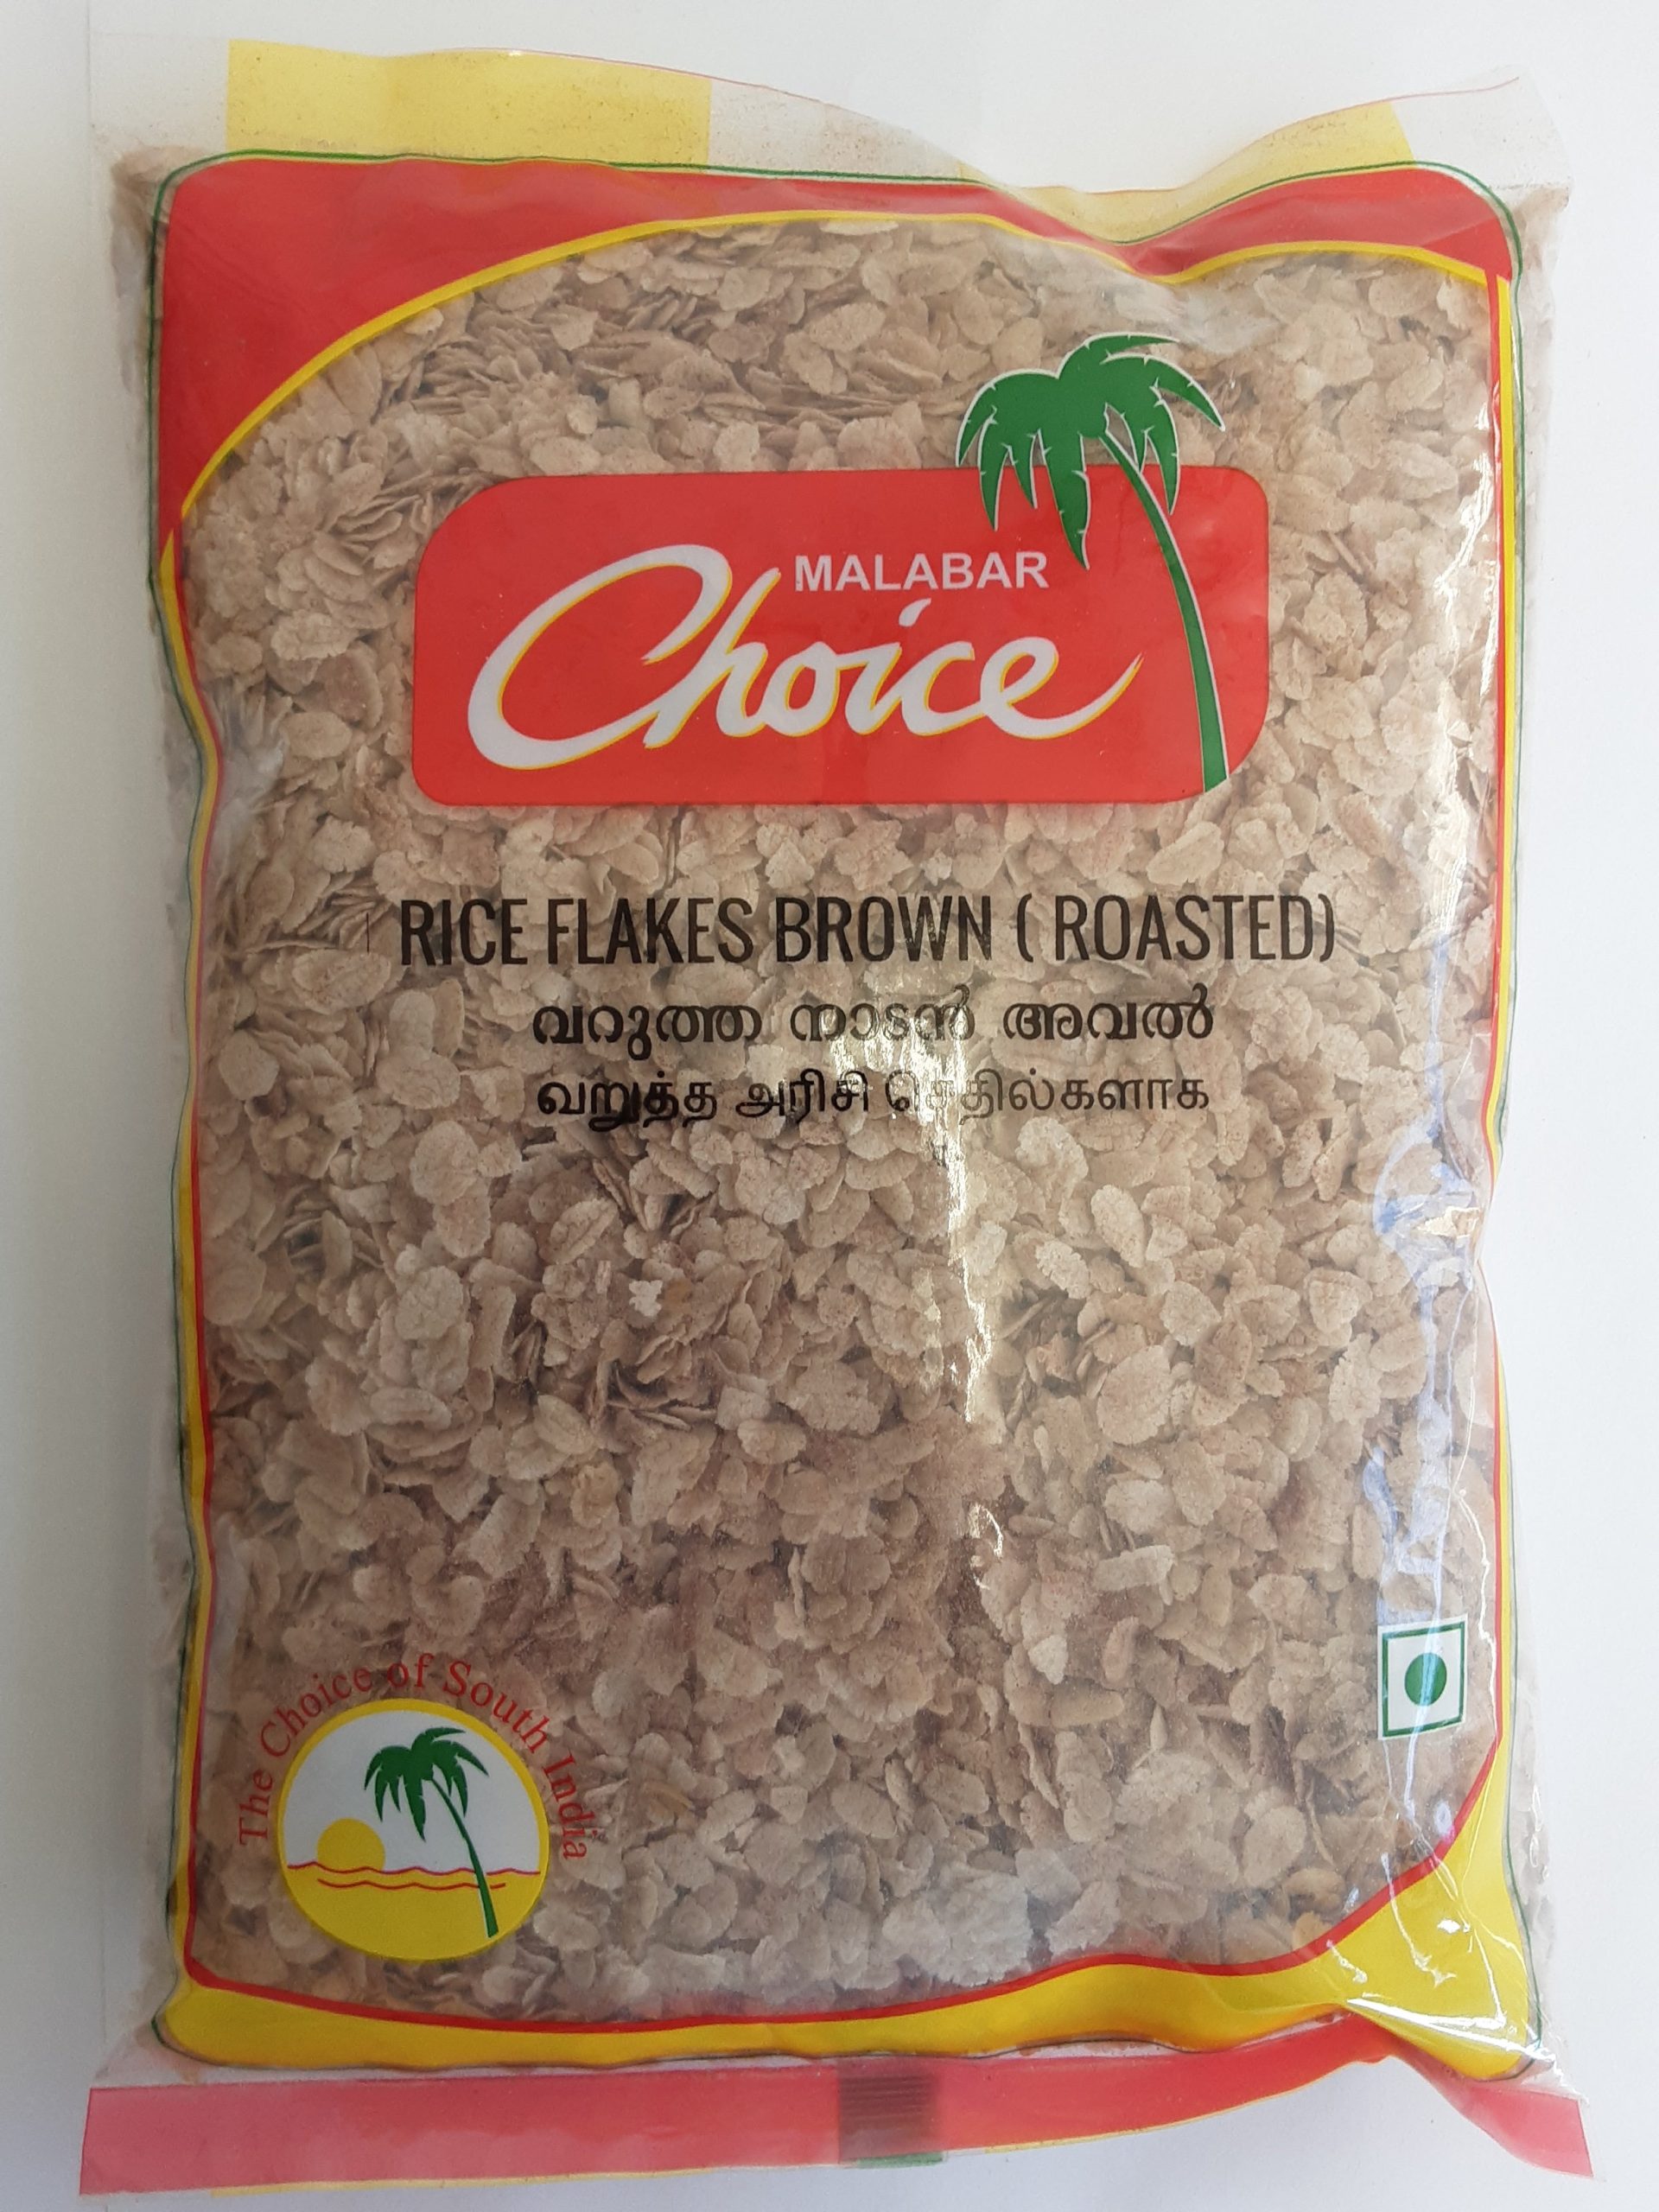 MALABAR
Choice
RICE FLAKES BROWN ( ROASTED)
വറുത്ത നാടൻ അവൽ
வறுத்த அரிசி செதில்களாக
The Choice of South India